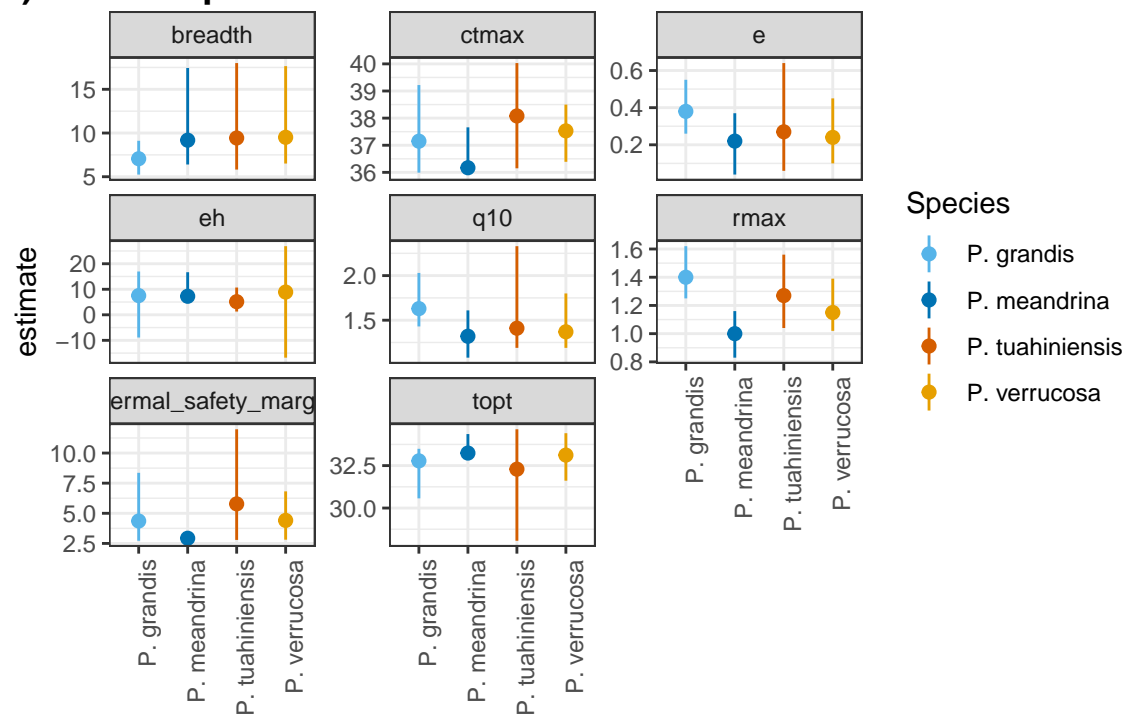 breadth ctmax e
15
10
5
40
39
38
37
36
0.6
0.4
0.2
eh q10 rmax
20
10
0
−10
2.0
1.5
1.6
1.4
1.2
1.0
0.8
ermal_safety_marg topt
10.0
7.5
5.0
2.5
32.5
30.0
P. grandis
P. meandrina
P. tuahiniensis
P. verrucosa
P. grandis
P. meandrina
P. tuahiniensis
P. verrucosa
P. grandis
P. meandrina
P. tuahiniensis
P. verrucosa
estimate
Species
P. grandis
P. meandrina
P. tuahiniensis
P. verrucosa